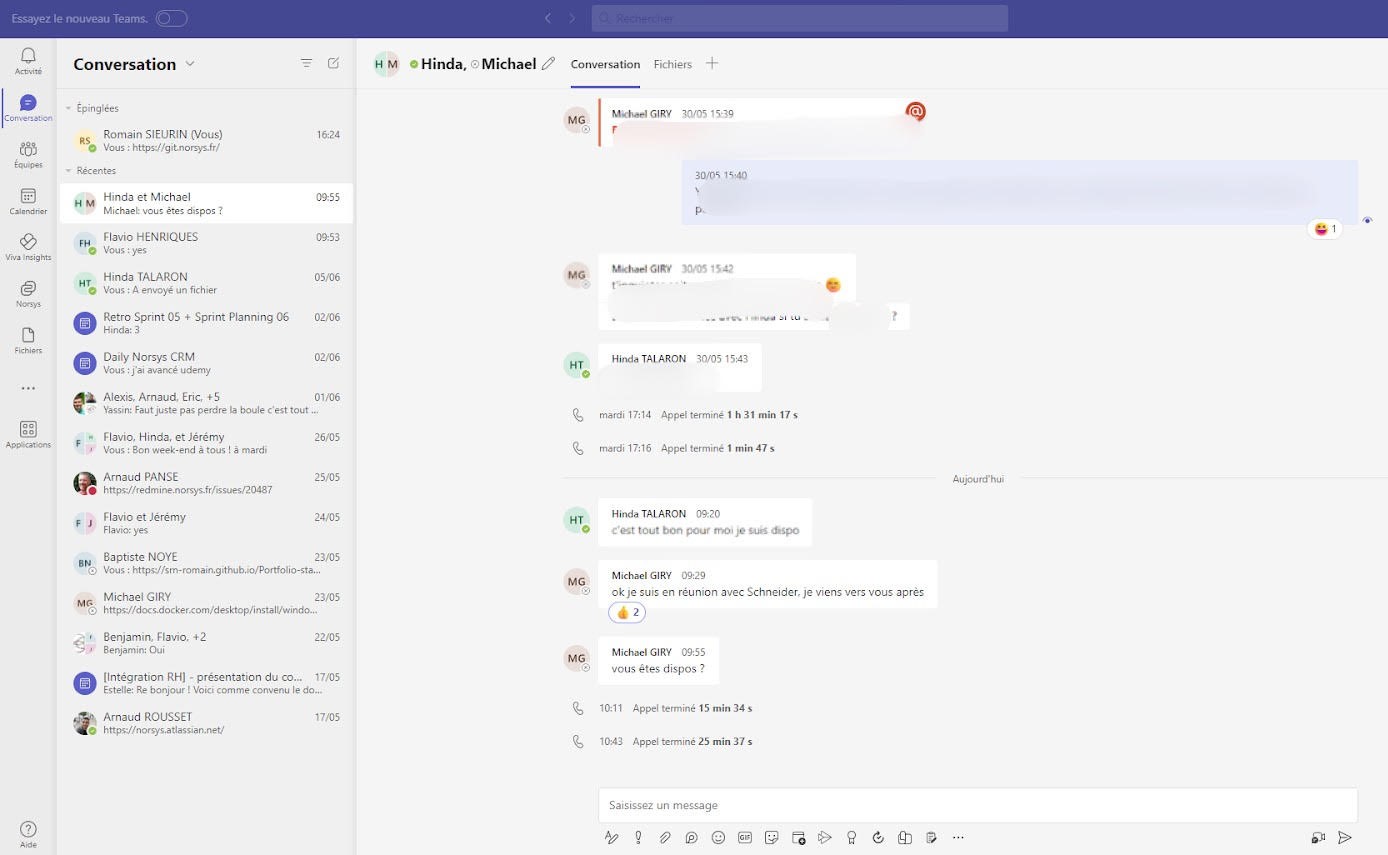 Essayez le nouveau Teams.
Rechercher
Activité
Conversation
Équipes
Calendrier
Viva Insights
Norsys
Fichiers
Applications
Aide
Conversation
Épinglées
RS
Romain SIEURIN (Vous) 16:24
Vous : https://git.norsys.fr/
Récentes
H M
Hinda et Michael 09:55
Michael: vous êtes dispos ?
FH
Flavio HENRIQUES 09:53
Vous : yes
HT
Hinda TALARON 05/06
Vous : A envoyé un fichier
Retro Sprint 05 + Sprint Planning 06 02/06
Hinda: 3
Daily Norsys CRM 02/06
Vous : j'ai avancé udemy
Alexis, Arnaud, Eric, +5 01/06
Yassin: Faut juste pas perdre la boule c'est tout ...
F H J
Flavio, Hinda, et Jérémy 26/05
Vous : Bon week-end à tous ! à mardi
Arnaud PANSE 25/05
https://redmine.norsys.fr/issues/20487
F J
Flavio et Jérémy 24/05
Flavio: yes
BN
Baptiste NOYE 23/05
Vous : https://srn-romain.github.io/Portfolio-sta...
MG
Michael GIRY 23/05
https://docs.docker.com/desktop/install/windo...
Benjamin, Flavio, +2 22/05
Benjamin: Oui
[Intégration RH] - présentation du co... 17/05
Estelle: Re bonjour ! Voici comme convenu le do...
Arnaud ROUSSET 17/05
https://norsys.atlassian.net/
H M
Hinda, Michael
Conversation
Fichiers
MG
Michael GIRY 30/05 15:39
@
30/05 15:40
1
MG
Michael GIRY 30/05 15:42
si tu
?
HT
Hinda TALARON 30/05 15:43
mardi 17:14 Appel terminé 1 h 31 min 17 s
mardi 17:16 Appel terminé 1 min 47 s
Aujourd'hui
HT
Hinda TALARON 09:20
c'est tout bon pour moi je suis dispo
MG
Michael GIRY 09:29
ok je suis en réunion avec Schneider, je viens vers vous après
2
MG
Michael GIRY 09:55
vous êtes dispos ?
10:11 Appel terminé 15 min 34 s
10:43 Appel terminé 25 min 37 s
Saisissez un message
GIF